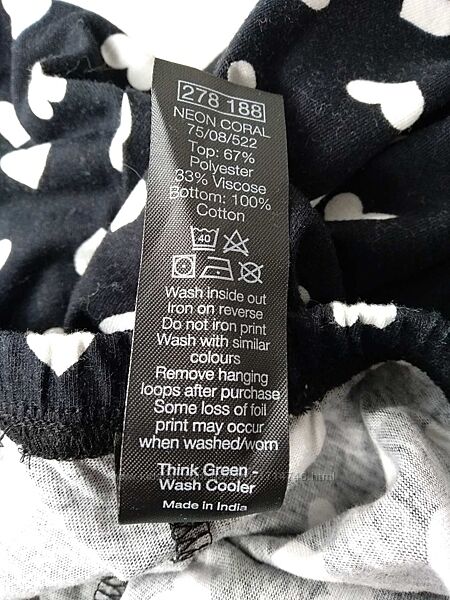 278 188
NEON CORAL
75/08/522
Top: 67%
Polyester
33% Viscose
Bottom: 100%
Cotton
40
Wash inside out
Iron on reverse
Do not iron print
Wash with similar
colours
Remove hanging
loops after purchase
Some loss of foil
print may occur
when washed/worn
Think Green -
Wash Cooler
Made in India